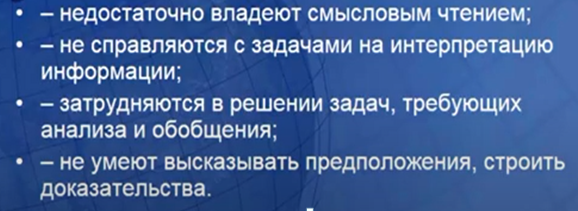 • – недостаточно владеют смысловым чтением;
• – не справляются с задачами на интерпретацию
информации;
• – затрудняются в решении задач, требующих
анализа и обобщения;
• – не умеют высказывать предположения, строить
доказательства.